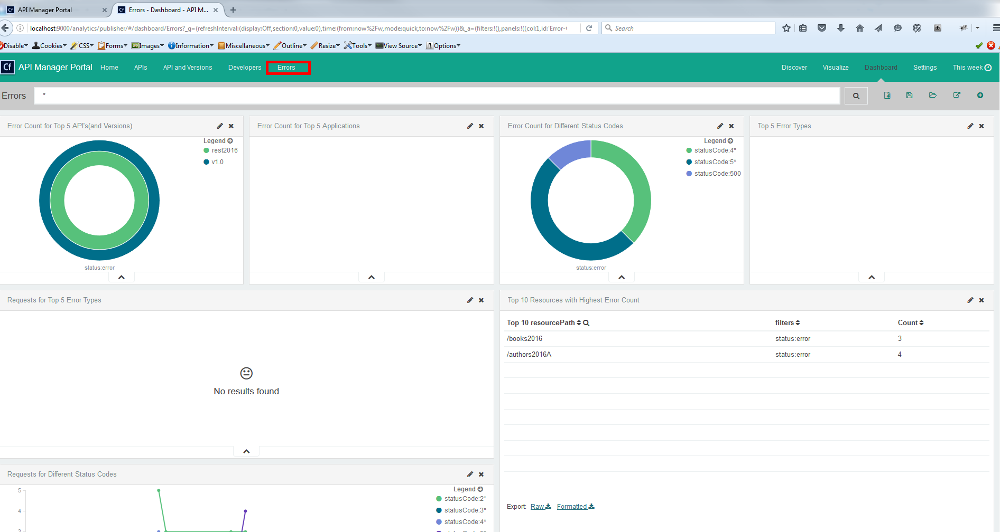 Cf API Manager Portal
Cf Errors - Dashboard - API M...
localhost:9000/analytics/publisher/#/dashboard/Errors?_g=(refreshInterval:(display:Off,section:0,value:0),time:(from:now%2Fw,mode:quick,to:now%2Fw))&_a=(filters:!(),panels:!((col:1,id:'Error-(
Search
Disable Cookies CSS Forms Images Information Miscellaneous Outline Resize Tools View Source Options
Cf API Manager Portal Home APIs API and Versions Developers Errors Discover Visualize Dashboard Settings This week
Errors *
Error Count for Top 5 API's(and Versions)
Legend
rest2016
v1.0
status:error
Error Count for Top 5 Applications
Error Count for Different Status Codes
Legend
statusCode:4*
statusCode:5*
statusCode:500
status:error
Top 5 Error Types
Requests for Top 5 Error Types
No results found
Top 10 Resources with Highest Error Count
Top 10 resourcePath filters Count
/books2016 status:error 3
/authors2016A status:error 4
Export: Raw Formatted
Requests for Different Status Codes
5
4
3
Legend
statusCode:2*
statusCode:3*
statusCode:4*